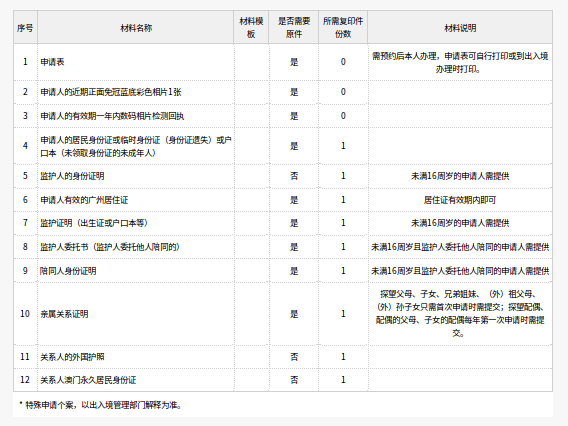 序号 材料名称 材料模板 是否需要原件 所需复印件份数 材料说明
1 申请表 是 0 需预约后本人办理，申请表可自行打印或到出入境
办理时打印。
2 申请人的近期正面免冠蓝底彩色相片1张 是 0
3 申请人的有效期一年内数码相片检测回执 是 0
4 申请人的居民身份证或临时身份证（身份证遗失）或户
口本（未领取身份证的未成年人） 是 1
5 监护人的身份证明 否 1 未满16周岁的申请人需提供
6 申请人有效的广州居住证 是 1 居住证有效期内即可
7 监护证明（出生证或户口本等） 是 1 未满16周岁的申请人需提供
8 监护人委托书（监护人委托他人陪同的） 是 1 未满16周岁且监护人委托他人陪同的申请人需提供
9 陪同人身份证明 是 1 未满16周岁且监护人委托他人陪同的申请人需提供
10 亲属关系证明 是 1 探望父母、子女、兄弟姐妹、（外）祖父母、
（外）孙子女只需首次申请时需提交；探望配偶、
配偶的父母、子女的配偶每年第一次申请时需提
交。
11 关系人的外国护照 否 1
12 关系人澳门永久居民身份证 否 1
* 特殊申请个案，以出入境管理部门解释为准。